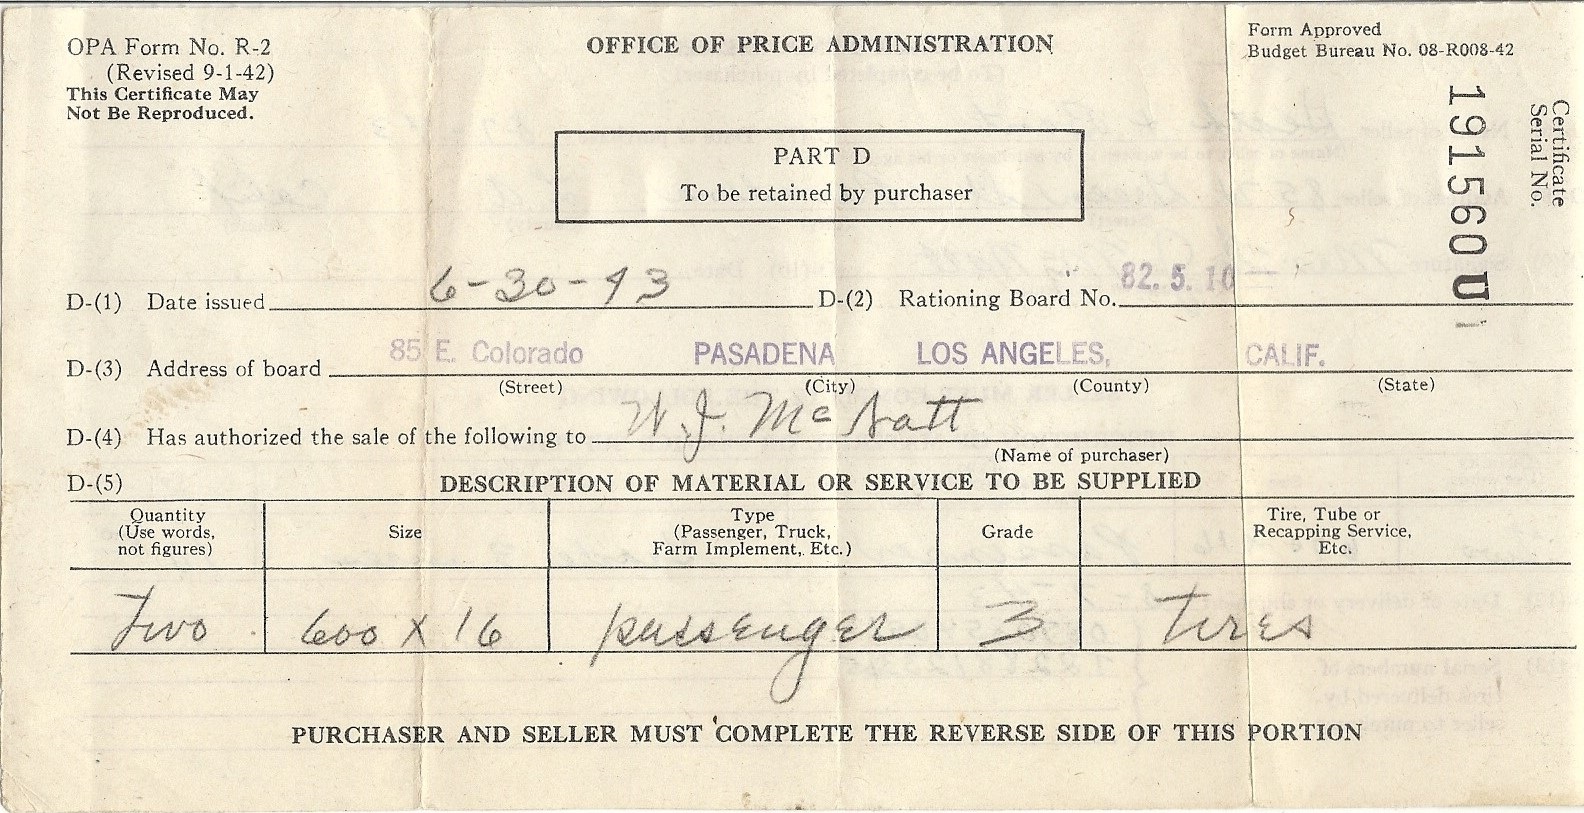 OPA Form No. R-2
(Revised 9-1-42)
This Certificate May
Not Be Reproduced.
OFFICE OF PRICE ADMINISTRATION
Form Approved
Budget Bureau No. 08-R008-42
Certificate
Serial No.
191560 U
PART D
To be retained by purchaser
D-(1) Date issued 6-30-43 D-(2) Rationing Board No. 82.5.10
D-(3) Address of board 85 E. Colorado PASADENA LOS ANGELES, CALIF.
(Street) (City) (County) (State)
D-(4) Has authorized the sale of the following to W. J. Mc
(Name of purchaser)
D-(5) DESCRIPTION OF MATERIAL OR SERVICE TO BE SUPPLIED
Quantity (Use words, not figures) Size Type (Passenger, Truck, Farm Implement, Etc.) Grade Tire, Tube or Recapping Service, Etc.
Two 600 X 16 passenger 3 Tires
PURCHASER AND SELLER MUST COMPLETE THE REVERSE SIDE OF THIS PORTION